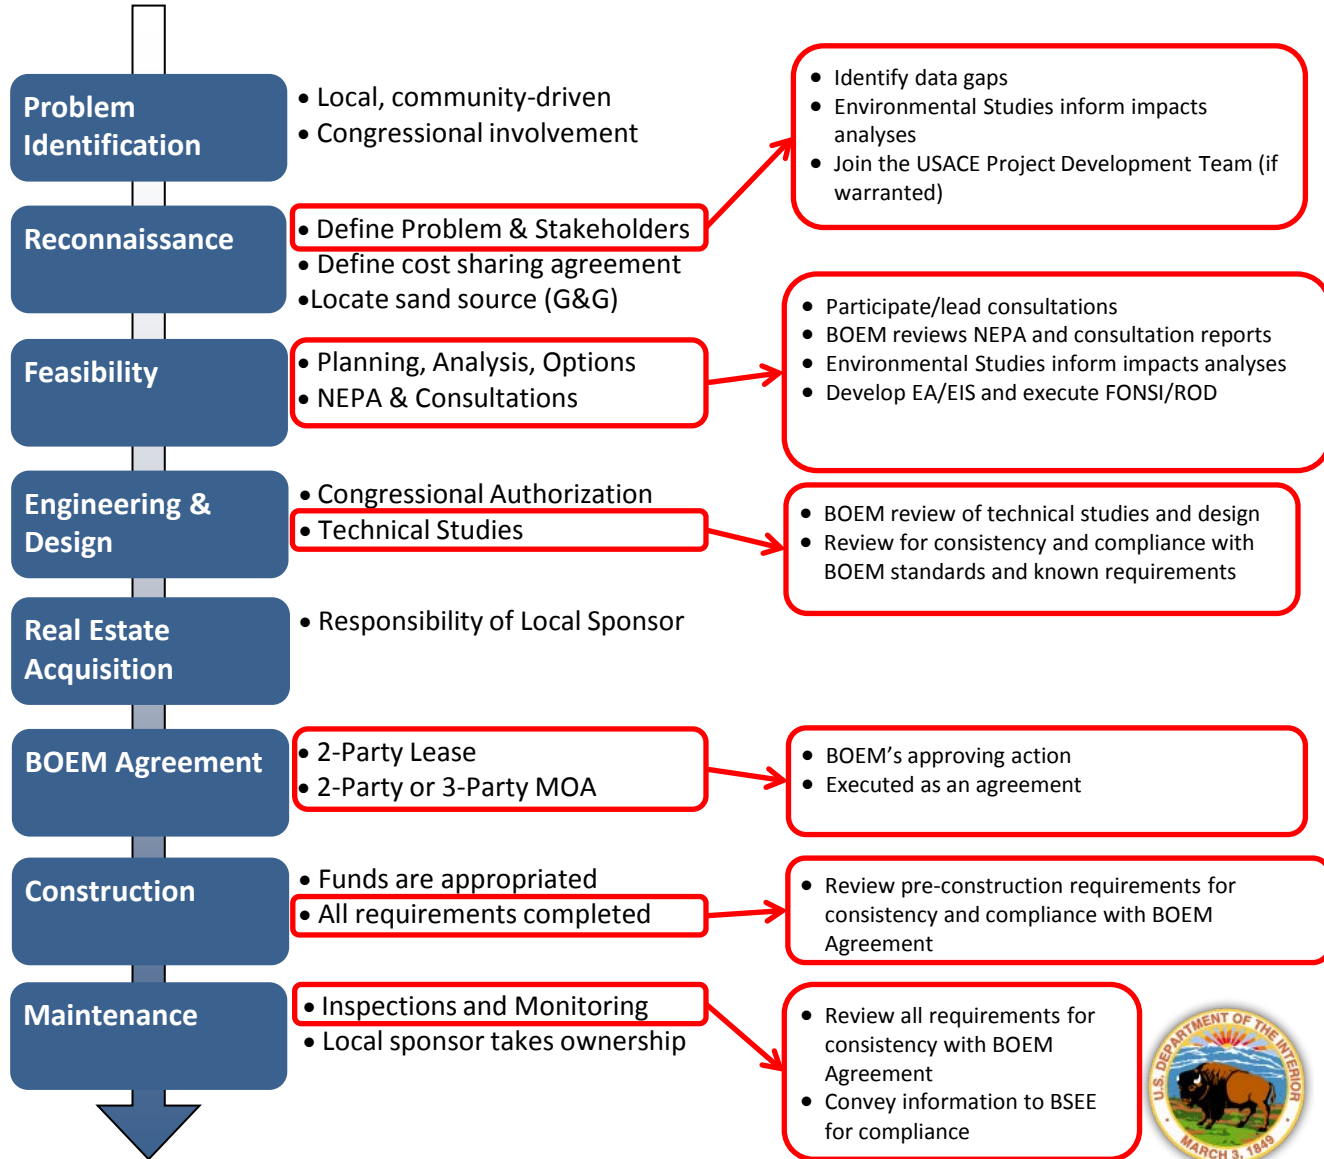 Problem
Identification
• Local, community-driven
• Congressional involvement
• Identify data gaps
• Environmental Studies inform impacts
analyses
• Join the USACE Project Development Team (if
warranted)
Reconnaissance
• Define Problem & Stakeholders
• Define cost sharing agreement
•Locate sand source (G&G)
Feasibility
• Planning, Analysis, Options
• NEPA & Consultations
• Participate/lead consultations
• BOEM reviews NEPA and consultation reports
• Environmental Studies inform impacts analyses
• Develop EA/EIS and execute FONSI/ROD
Engineering &
Design
• Congressional Authorization
• Technical Studies
• BOEM review of technical studies and design
• Review for consistency and compliance with
BOEM standards and known requirements
Real Estate
Acquisition
• Responsibility of Local Sponsor
BOEM Agreement
• 2-Party Lease
• 2-Party or 3-Party MOA
• BOEM’s approving action
• Executed as an agreement
Construction
• Funds are appropriated
• All requirements completed
• Review pre-construction requirements for
consistency and compliance with BOEM
Agreement
Maintenance
• Inspections and Monitoring
• Local sponsor takes ownership
• Review all requirements for
consistency with BOEM
Agreement
• Convey information to BSEE
for compliance
U.S. DEPARTMENT OF THE INTERIOR
MARCH 3, 1849